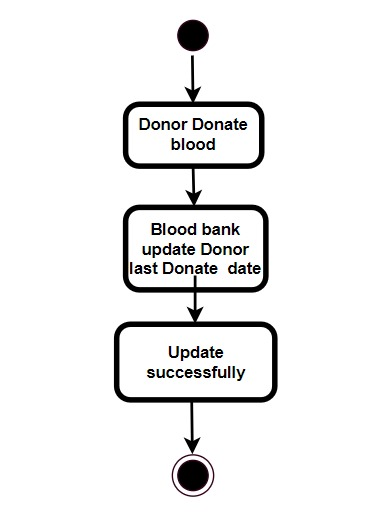 Donor Donate
blood
Blood bank
update Donor
last Donate date
Update
successfully